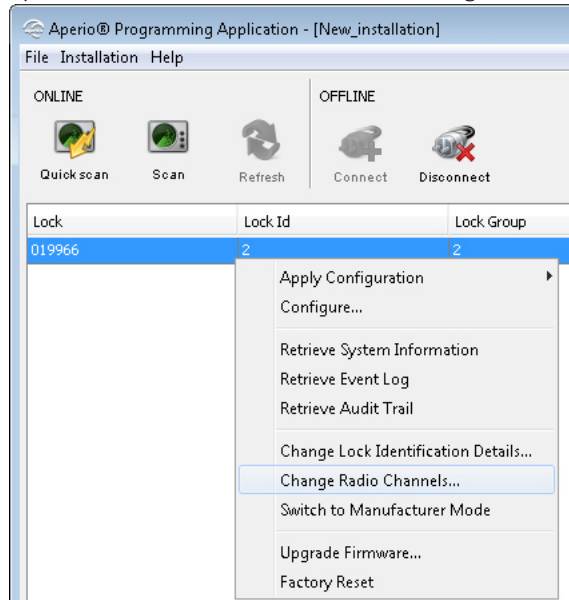 Aperio® Programming Application - [New_installation]
File Installation Help
ONLINE OFFLINE
Quick scan Scan Refresh Connect Disconnect
Lock Lock Id Lock Group
019966 2 2
Apply Configuration
Configure...
Retrieve System Information
Retrieve Event Log
Retrieve Audit Trail
Change Lock Identification Details...
Change Radio Channels...
Switch to Manufacturer Mode
Upgrade Firmware...
Factory Reset